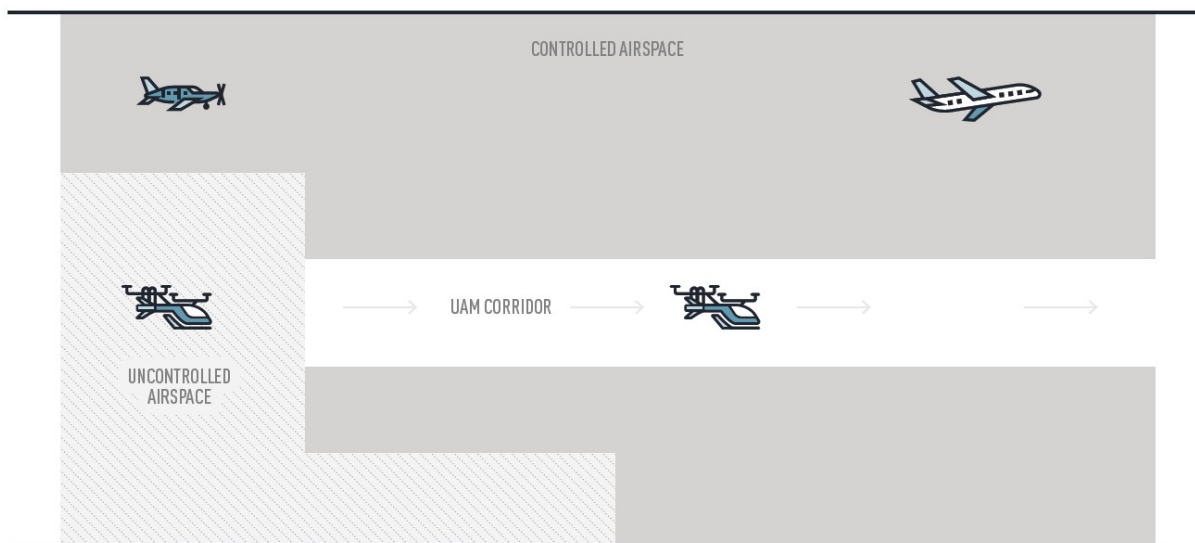 CONTROLLED AIRSPACE
UAM CORRIDOR
UNCONTROLLED
AIRSPACE